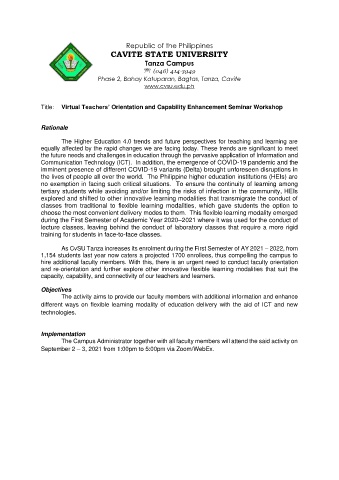 Republic of the Philippines
CAVITE STATE UNIVERSITY
Tanza Campus
(046) 414-3949
Phase 2, Bahay Katuparan, Bagtas, Tanza, Cavite
www.cvsu.edu.ph
Title: Virtual Teachers' Orientation and Capability Enhancement Seminar Workshop
Rationale
The Higher Education 4.0 trends and future perspectives for teaching and learning are
equally affected by the rapid changes we are facing today. These trends are significant to meet
the future needs and challenges in education through the pervasive application of Information and
Communication Technology (ICT). In addition, the emergence of COVID-19 pandemic and the
imminent presence of different COVID-19 variants (Delta) brought unforeseen disruptions in
the lives of people all over the world. The Philippine higher education institutions (HEIs) are
no exemption in facing such critical situations. To ensure the continuity of learning among
tertiary students while avoiding and/or limiting the risks of infection in the community, HEIs
explored and shifted to other innovative learning modalities that transmigrate the conduct of
classes from traditional to flexible learning modalities, which gave students the option to
choose the most convenient delivery modes to them. This flexible learning modality emerged
during the First Semester of Academic Year 2020–2021 where it was used for the conduct of
lecture classes, leaving behind the conduct of laboratory classes that require a more rigid
training for students in face-to-face classes.
As CvSU Tanza increases its enrolment during the First Semester of AY 2021 – 2022, from
1,154 students last year now caters a projected 1700 enrollees, thus compelling the campus to
hire additional faculty members. With this, there is an urgent need to conduct faculty orientation
and re-orientation and further explore other innovative flexible learning modalities that suit the
capacity, capability, and connectivity of our teachers and learners.
Objectives
The activity aims to provide our faculty members with additional information and enhance
different ways on flexible learning modality of education delivery with the aid of ICT and new
technologies.
Implementation
The Campus Administrator together with all faculty members will attend the said activity on
September 2 – 3, 2021 from 1:00pm to 5:00pm via Zoom/WebEx.